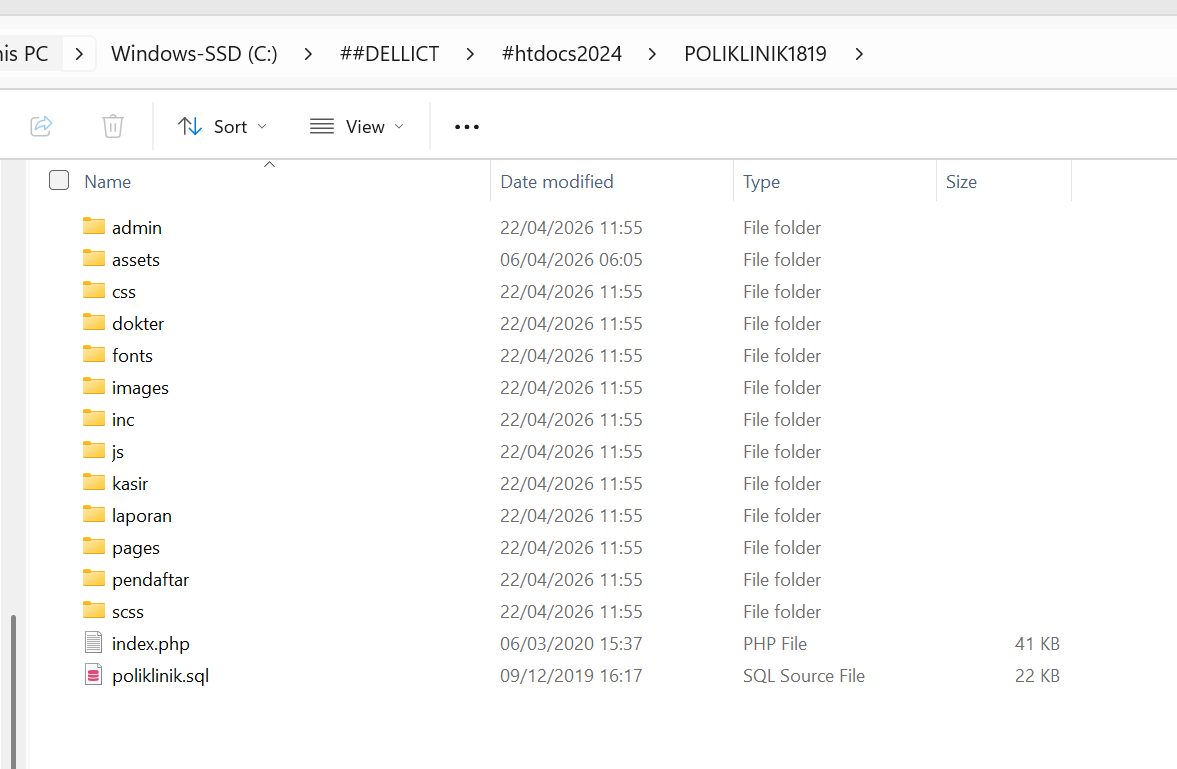 his PC > Windows-SSD (C:) > ##DELLICT > #htdocs2024 > POLIKLINIK1819 >
Sort View •••
Name Date modified Type Size
admin 22/04/2026 11:55 File folder
assets 06/04/2026 06:05 File folder
css 22/04/2026 11:55 File folder
dokter 22/04/2026 11:55 File folder
fonts 22/04/2026 11:55 File folder
images 22/04/2026 11:55 File folder
inc 22/04/2026 11:55 File folder
js 22/04/2026 11:55 File folder
kasir 22/04/2026 11:55 File folder
laporan 22/04/2026 11:55 File folder
pages 22/04/2026 11:55 File folder
pendaftar 22/04/2026 11:55 File folder
scss 22/04/2026 11:55 File folder
index.php 06/03/2020 15:37 PHP File 41 KB
poliklinik.sql 09/12/2019 16:17 SQL Source File 22 KB